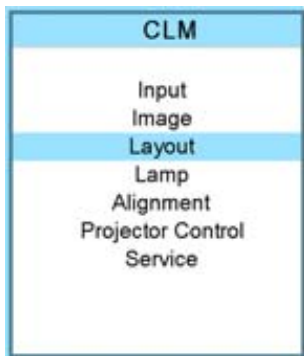 CLM
Input
Image
Layout
Lamp
Alignment
Projector Control
Service